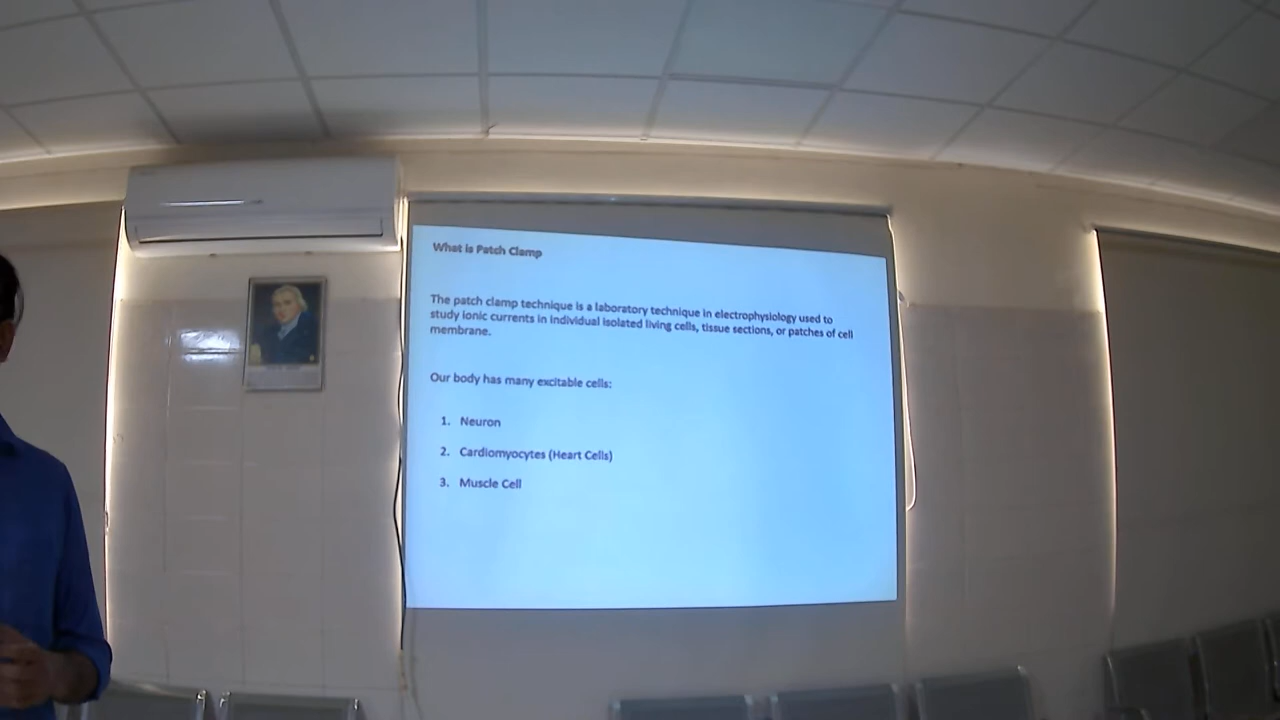 What is Patch Clamp
The patch clamp technique is a laboratory technique in electrophysiology used to
study ionic currents in individual isolated living cells, tissue sections, or patches of cell
membrane.
Our body has many excitable cells:
1. Neuron
2. Cardiomyocytes (Heart Cells)
3. Muscle Cell